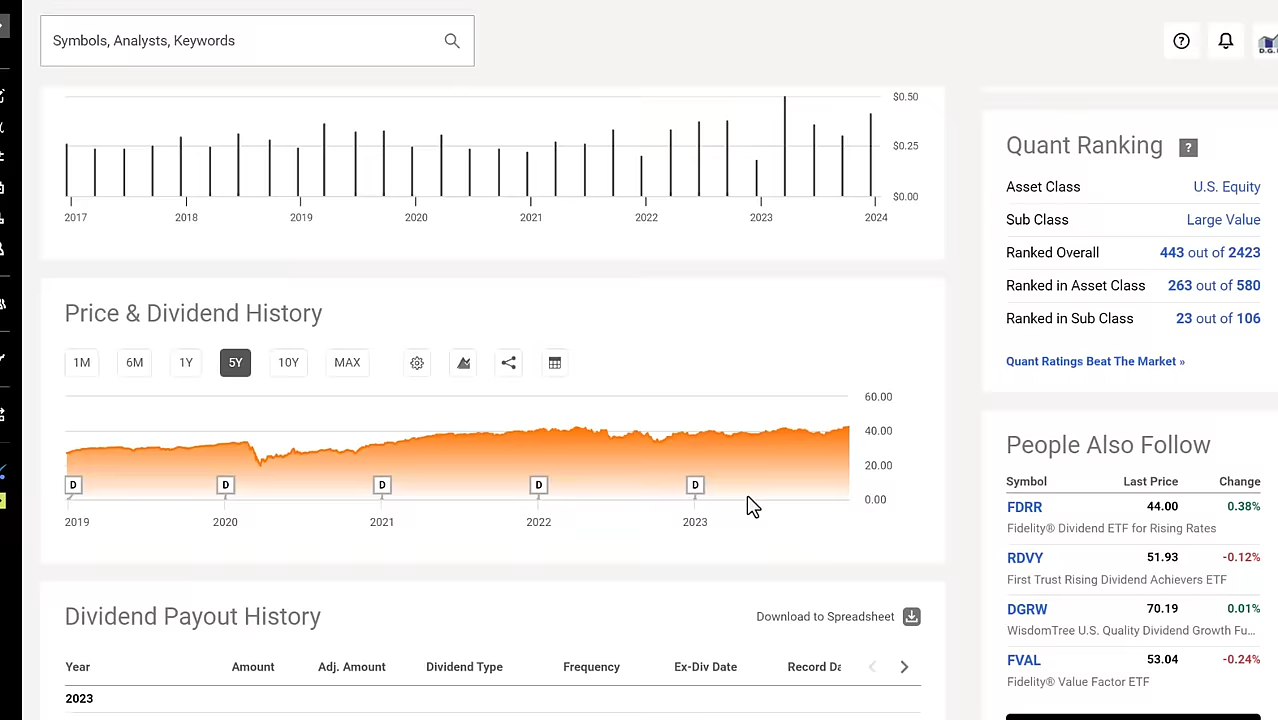 Symbols, Analysts, Keywords
D.G.
$0.50
$0.25
$0.00
2017 2018 2019 2020 2021 2022 2023 2024
Price & Dividend History
1M 6M 1Y 5Y 10Y MAX
60.00
40.00
20.00
0.00
D D D D D
2019 2020 2021 2022 2023
Dividend Payout History
Download to Spreadsheet
Year Amount Adj. Amount Dividend Type Frequency Ex-Div Date Record Da
2023
Quant Ranking ?
Asset Class U.S. Equity
Sub Class Large Value
Ranked Overall 443 out of 2423
Ranked in Asset Class 263 out of 580
Ranked in Sub Class 23 out of 106
Quant Ratings Beat The Market »
People Also Follow
Symbol Last Price Change
FDRR 44.00 0.38%
Fidelity® Dividend ETF for Rising Rates
RDVY 51.93 -0.12%
First Trust Rising Dividend Achievers ETF
DGRW 70.19 0.01%
WisdomTree U.S. Quality Dividend Growth Fu...
FVAL 53.04 -0.24%
Fidelity® Value Factor ETF